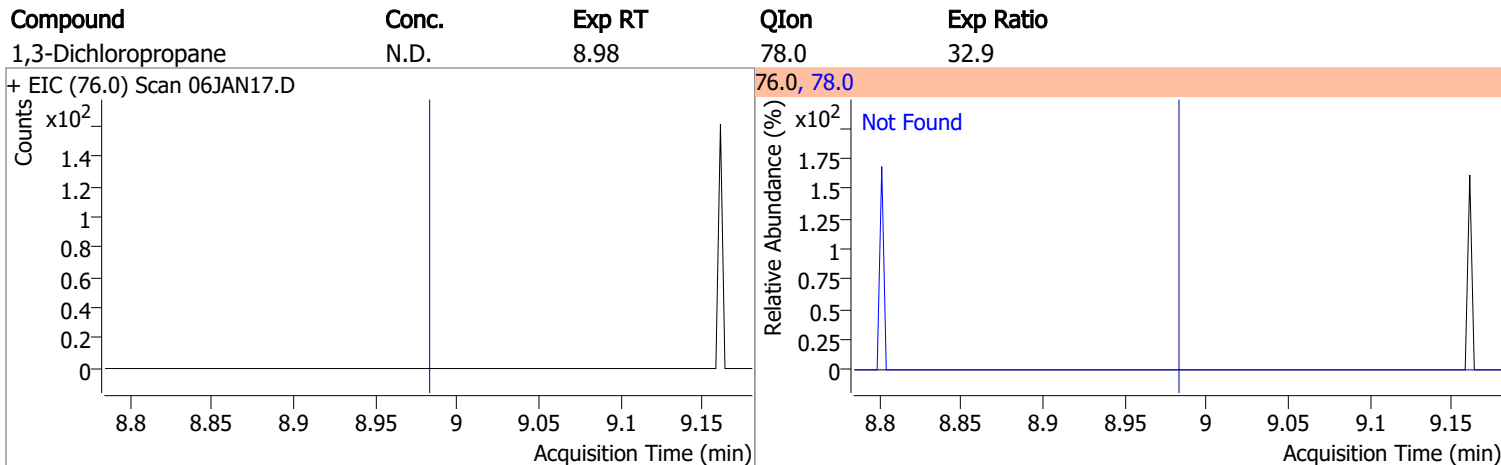 Compound Conc. Exp RT QIon Exp Ratio
1,3-Dichloropropane N.D. 8.98 78.0 32.9
+ EIC (76.0) Scan 06JAN17.D
Counts
x10²
1.4
1.2
1
0.8
0.6
0.4
0.2
0
8.8 8.85 8.9 8.95 9 9.05 9.1 9.15
Acquisition Time (min)
76.0, 78.0
Relative Abundance (%)
x10²
Not Found
1.75
1.5
1.25
1
0.75
0.5
0.25
0
8.8 8.85 8.9 8.95 9 9.05 9.1 9.15
Acquisition Time (min)